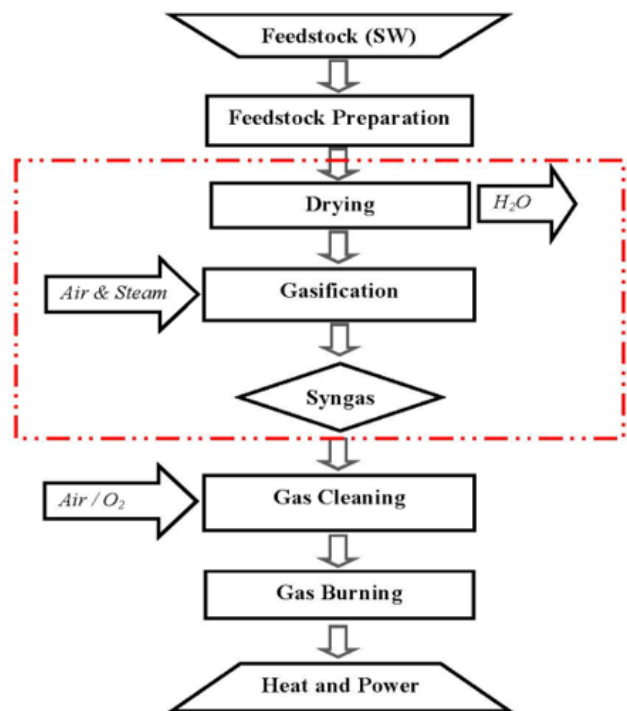 Feedstock (SW)
Feedstock Preparation
Drying
H₂O
Air & Steam
Gasification
Syngas
Air / O₂
Gas Cleaning
Gas Burning
Heat and Power